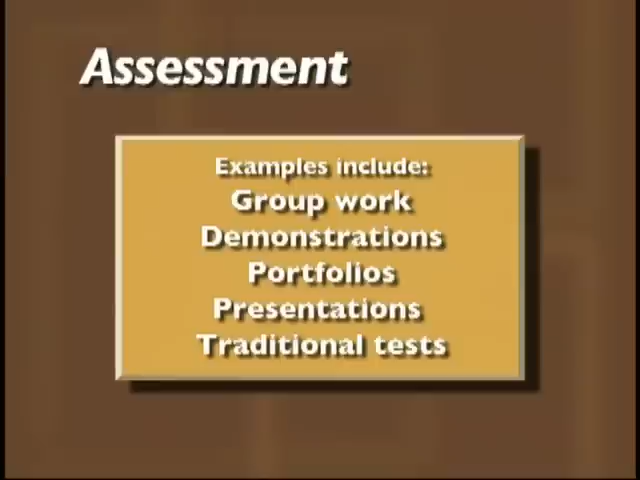 Assessment
Examples include:
Group work
Demonstrations
Portfolios
Presentations
Traditional tests